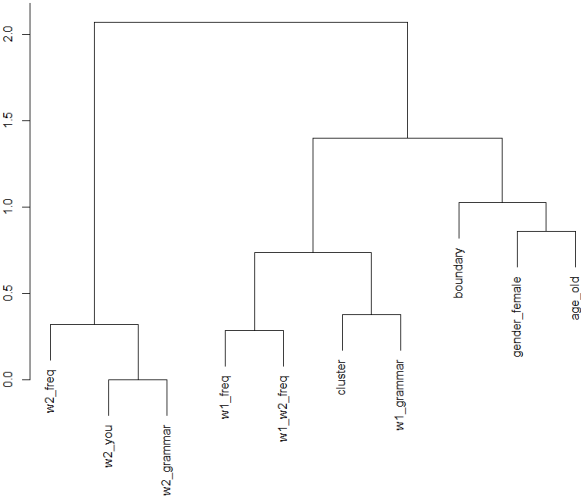 2.0
1.5
1.0
0.5
0.0
w2_freq
w2_you
w2_grammar
w1_freq
w1_w2_freq
cluster
w1_grammar
boundary
gender_female
age_old